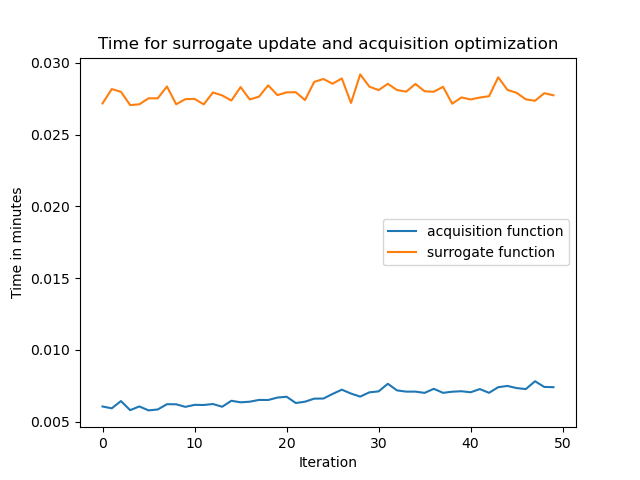 Time for surrogate update and acquisition optimization
0.030
0.025
0.020
0.015
0.010
0.005
Time in minutes
acquisition function
surrogate function
0 10 20 30 40 50
Iteration